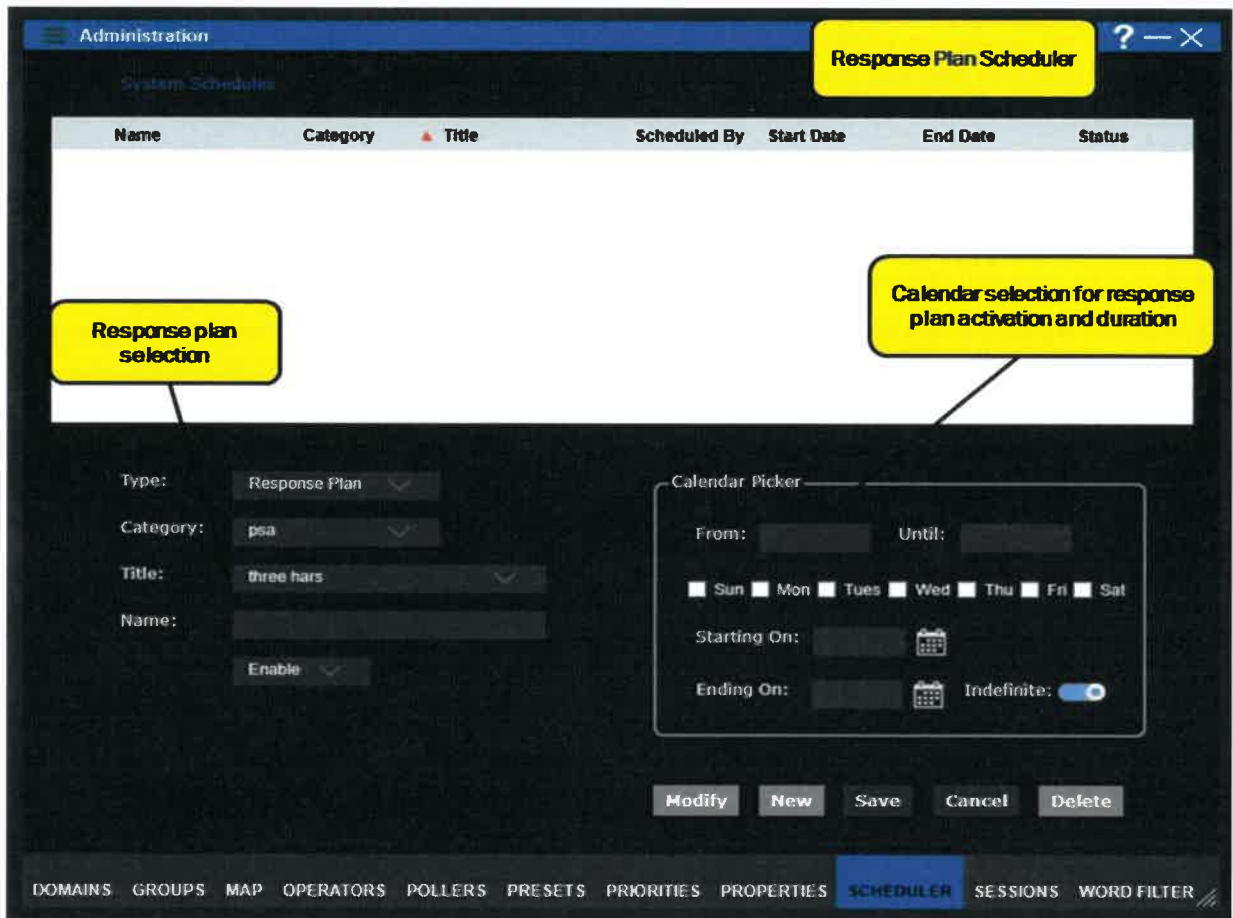 Administration
? — ×
Response Plan Scheduler
System Schedules
Name Category ▲ Title Scheduled By Start Date End Date Status
Calendar selection for response
plan activation and duration
Response plan
selection
Type: Response Plan
Category: psa
Title: three hars
Name:
Enable
Calendar Picker
From: Until:
Sun Mon Tues Wed Thu Fri Sat
Starting On:
Ending On: Indefinite:
Modify New Save Cancel Delete
DOMAINS GROUPS MAP OPERATORS POLLERS PRESETS PRIORITIES PROPERTIES SCHEDULER SESSIONS WORD FILTER